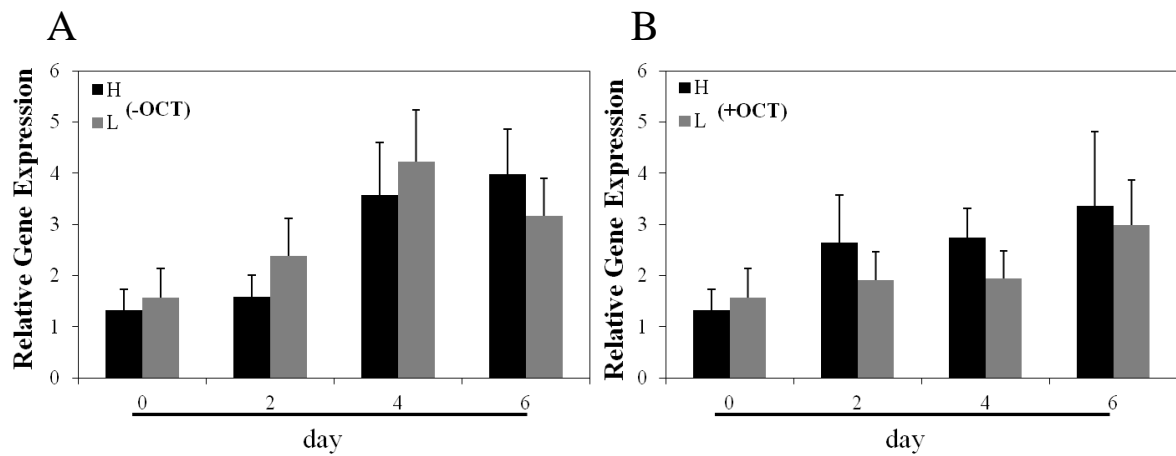 A
Relative Gene Expression
6
5
4
3
2
1
0
H
L
(-OCT)
0 2 4 6
day
B
Relative Gene Expression
6
5
4
3
2
1
0
H
L
(+OCT)
0 2 4 6
day